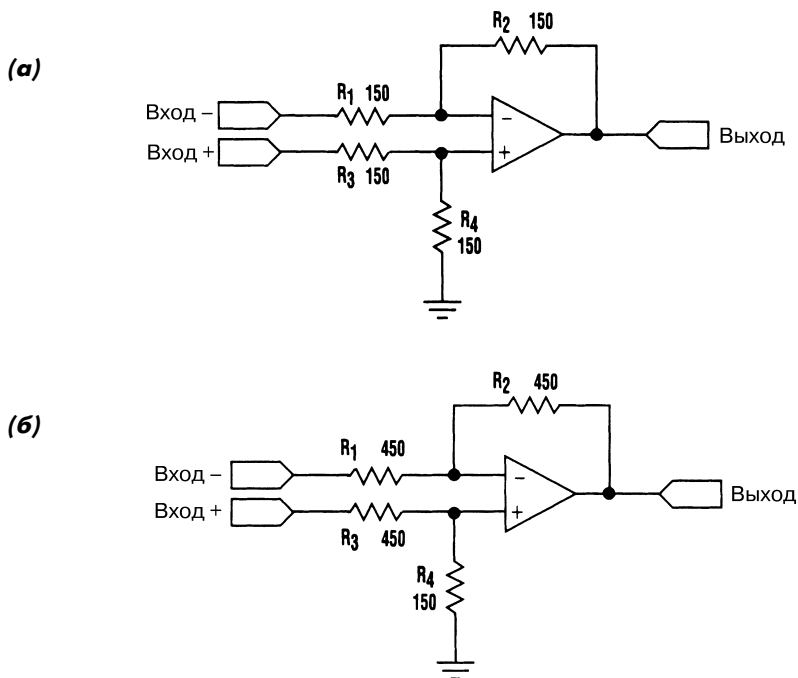 (а)
R2 150
R1 150
Вход –
–
Вход +
+
Выход
R3 150
R4
150
(б)
R2 450
R1 450
Вход –
–
Вход +
+
Выход
R3 450
R4
150